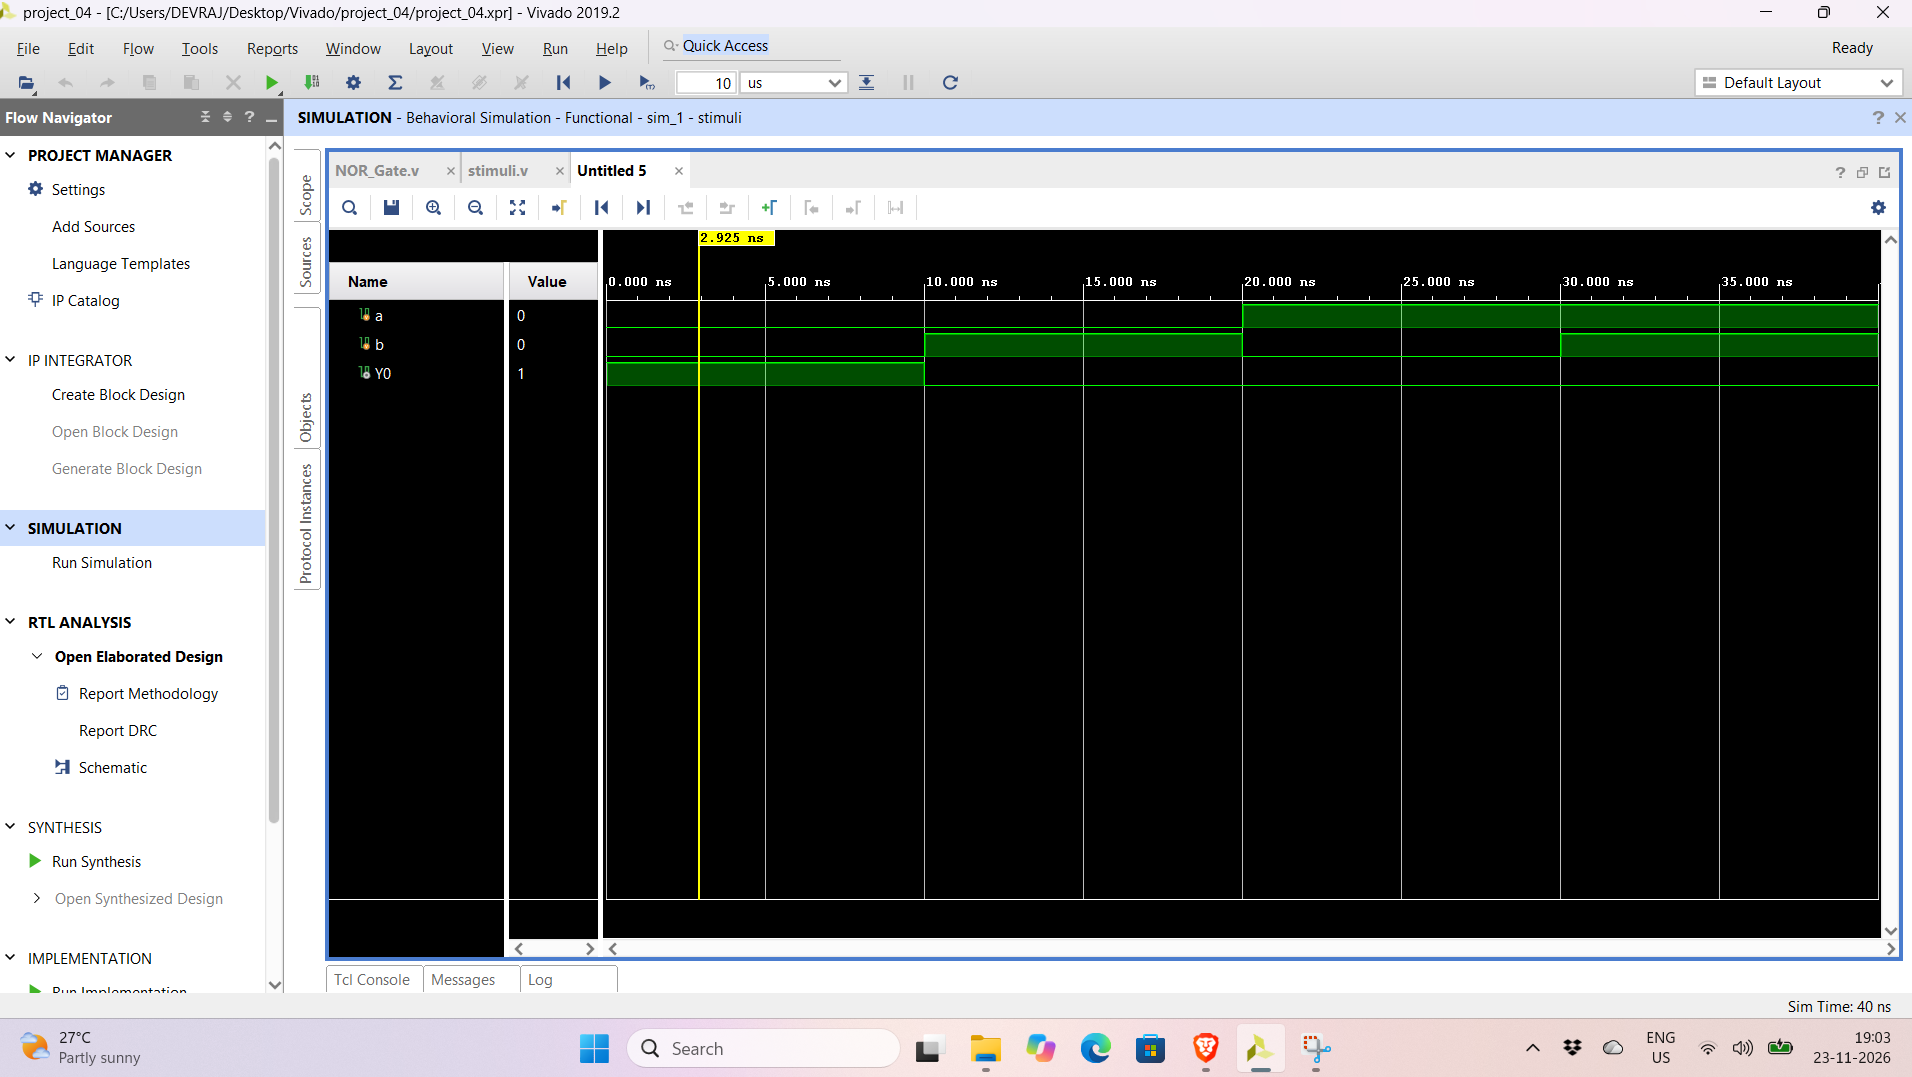 project_04 - [C:/Users/DEVRAJ/Desktop/Vivado/project_04/project_04.xpr] - Vivado 2019.2
File Edit Flow Tools Reports Window Layout View Run Help Quick Access Ready
10 us Default Layout
Flow Navigator
SIMULATION - Behavioral Simulation - Functional - sim_1 - stimuli
PROJECT MANAGER
Settings
Add Sources
Language Templates
IP Catalog
IP INTEGRATOR
Create Block Design
Open Block Design
Generate Block Design
SIMULATION
Run Simulation
RTL ANALYSIS
Open Elaborated Design
Report Methodology
Report DRC
Schematic
SYNTHESIS
Run Synthesis
Open Synthesized Design
IMPLEMENTATION
Run Implementation
Scope
Sources
Objects
Protocol Instances
NOR_Gate.v stimuli.v Untitled 5
2.925 ns
Name Value
0.000 ns 5.000 ns 10.000 ns 15.000 ns 20.000 ns 25.000 ns 30.000 ns 35.000 ns
a 0
b 0
Y0 1
Tcl Console Messages Log
Sim Time: 40 ns
27°C
Partly sunny
Search
ENG
US
19:03
23-11-2026